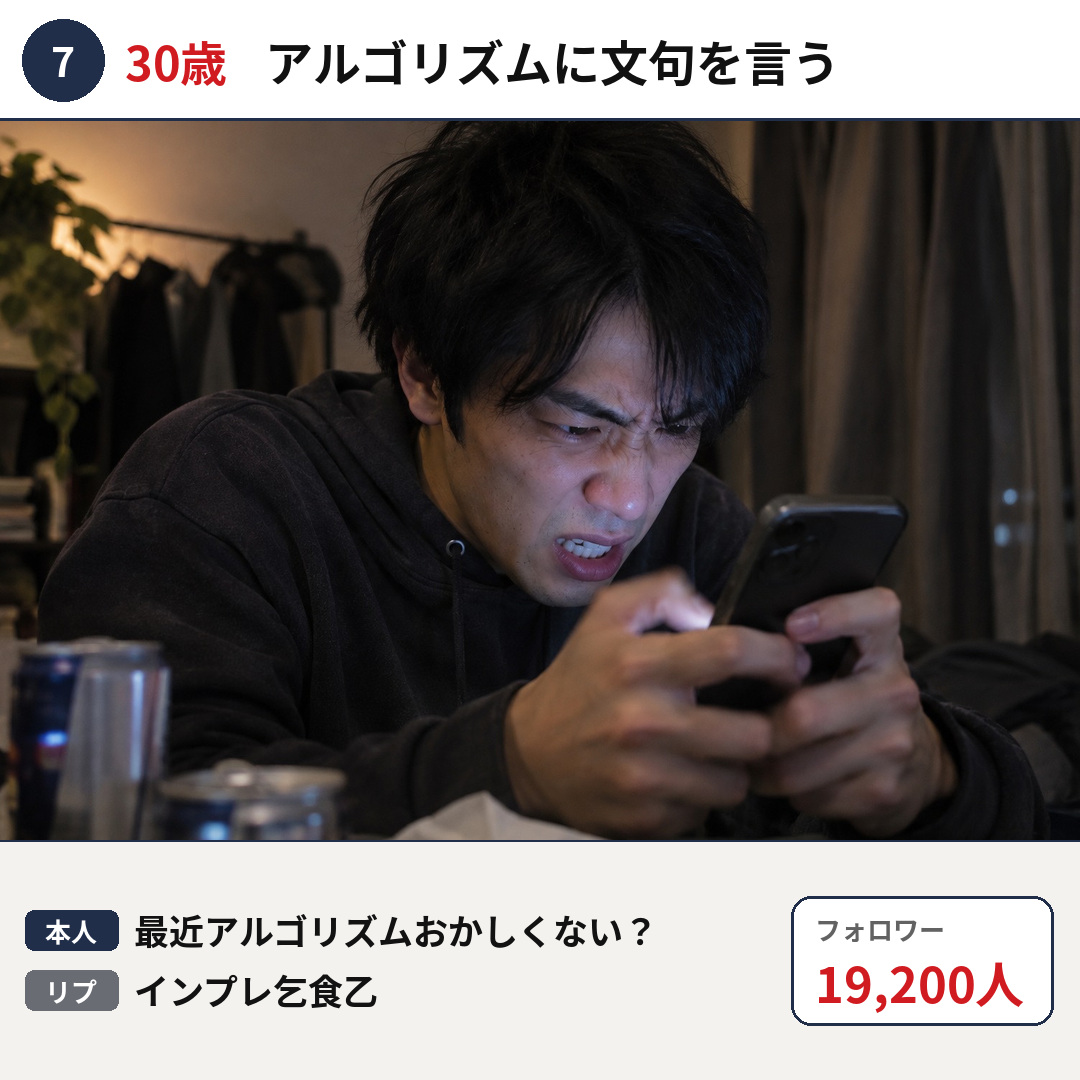 7 30歳 アルゴリズムに文句を言う
本人 最近アルゴリズムおかしくない？
リプ インプレ乞食乙
フォロワー
19,200人